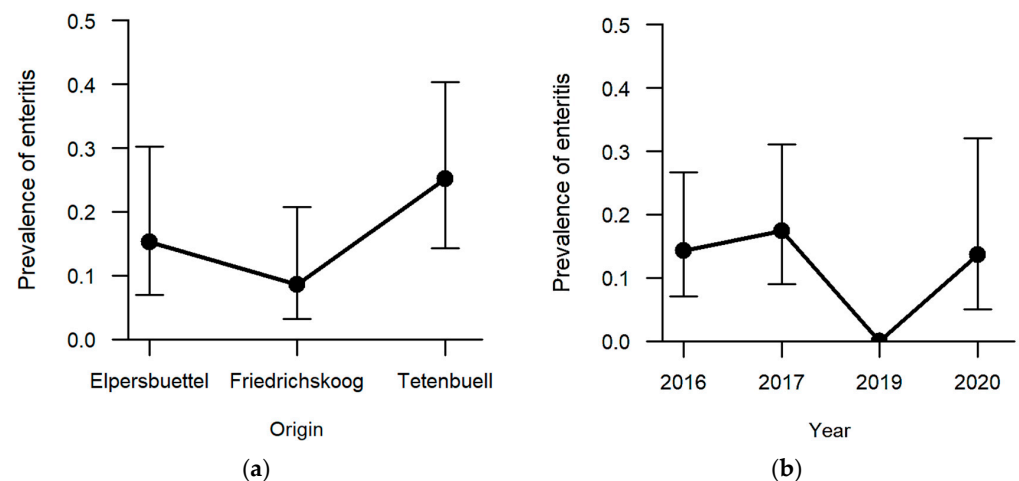 Prevalence of enteritis
0.5
0.4
0.3
0.2
0.1
0.0
Elpersbuettel Friedrichskoog Tetenbuell
Origin
(a)
Prevalence of enteritis
0.5
0.4
0.3
0.2
0.1
0.0
2016 2017 2019 2020
Year
(b)